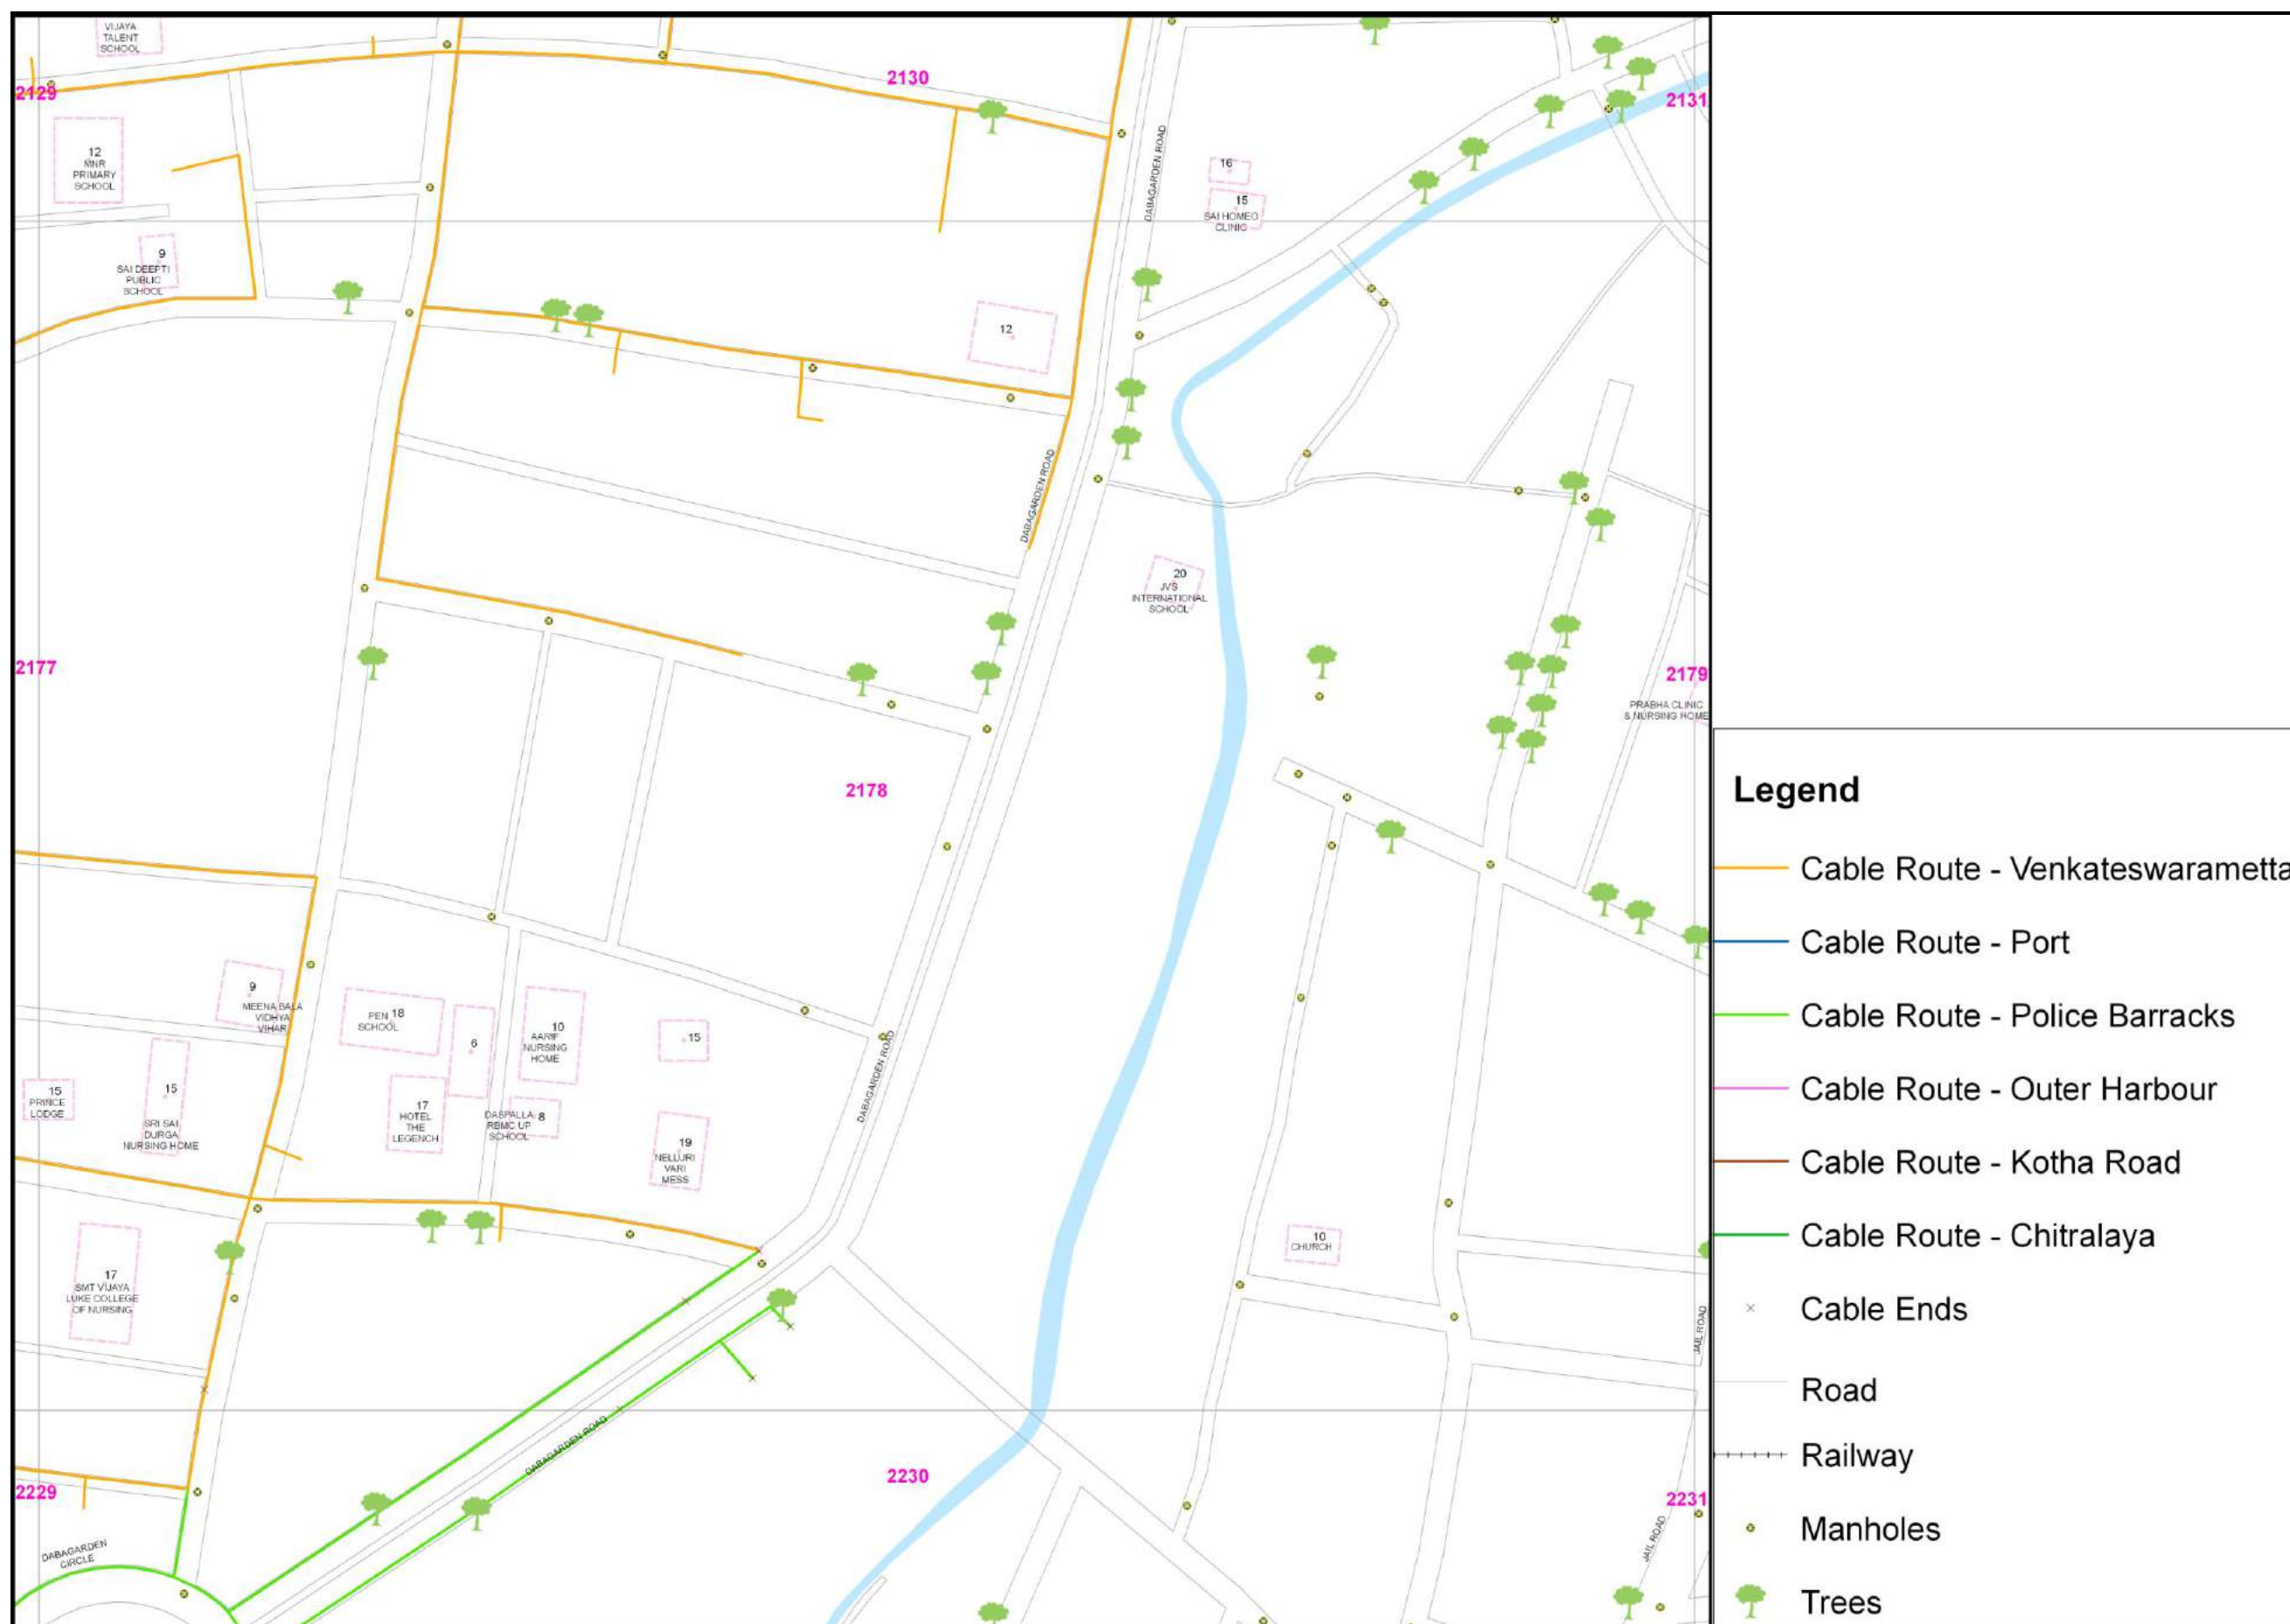 VIJAYA
TALENT
SCHOOL
2129
2130
2131
12
MNR
PRIMARY
SCHOOL
DABAGARDEN ROAD
16
15
SAI HOMEO
CLINIC
9
SAI DEEPTI
PUBLIC
SCHOOL
12
DABAGARDEN ROAD
20
JVS
INTERNATIONAL
SCHOOL
2177
2179
PRABHA CLINIC
& NURSING HOME
2178
9
MEENA BALA
VIDHYA
VIHAR
PEN 18
SCHOOL
6
10
AARIF
NURSING
HOME
15
DABAGARDEN ROAD
15
PRINCE
LODGE
15
SRI SAI
DURGA
NURSING HOME
17
HOTEL
THE
LEGENCH
DASPALLA 8
RBMC UP
SCHOOL
19
NELLURI
VARI
MESS
10
CHURCH
17
SMT VIJAYA
LUKE COLLEGE
OF NURSING
JAIL ROAD
DABAGARDEN ROAD
2229
2230
2231
JAIL ROAD
DABAGARDEN
CIRCLE
Legend
Cable Route - Venkateswarametta
Cable Route - Port
Cable Route - Police Barracks
Cable Route - Outer Harbour
Cable Route - Kotha Road
Cable Route - Chitralaya
Cable Ends
Road
Railway
Manholes
Trees